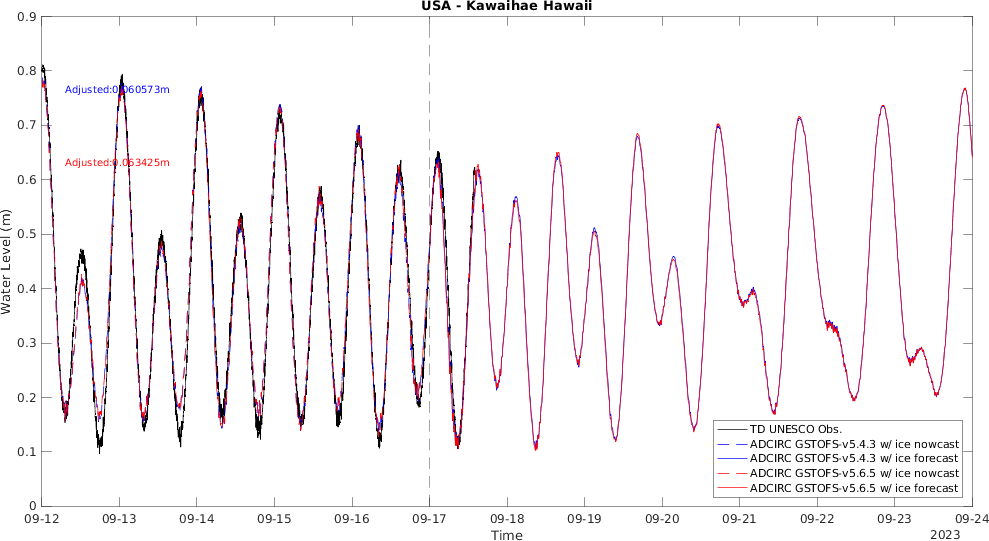 USA - Kawaihae Hawaii
0.9
0.8
0.7
0.6
0.5
0.4
0.3
0.2
0.1
0
Water Level (m)
Adjusted:0.060573m
Adjusted:0.063425m
TD UNESCO Obs.
ADCIRC GSTOFS-v5.4.3 w/ ice nowcast
ADCIRC GSTOFS-v5.4.3 w/ ice forecast
ADCIRC GSTOFS-v5.6.5 w/ ice nowcast
ADCIRC GSTOFS-v5.6.5 w/ ice forecast
09-12 09-13 09-14 09-15 09-16 09-17 09-18 09-19 09-20 09-21 09-22 09-23 09-24
Time
2023